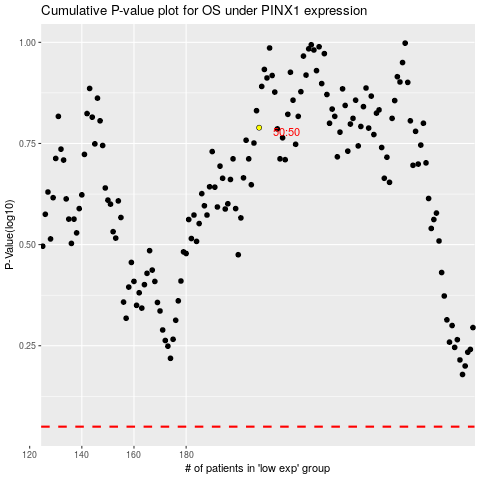 Cumulative P-value plot for OS under PINX1 expression
1.00
0.75
0.50
0.25
P-Value(log10)
50:50
120 140 160 180
# of patients in 'low exp' group